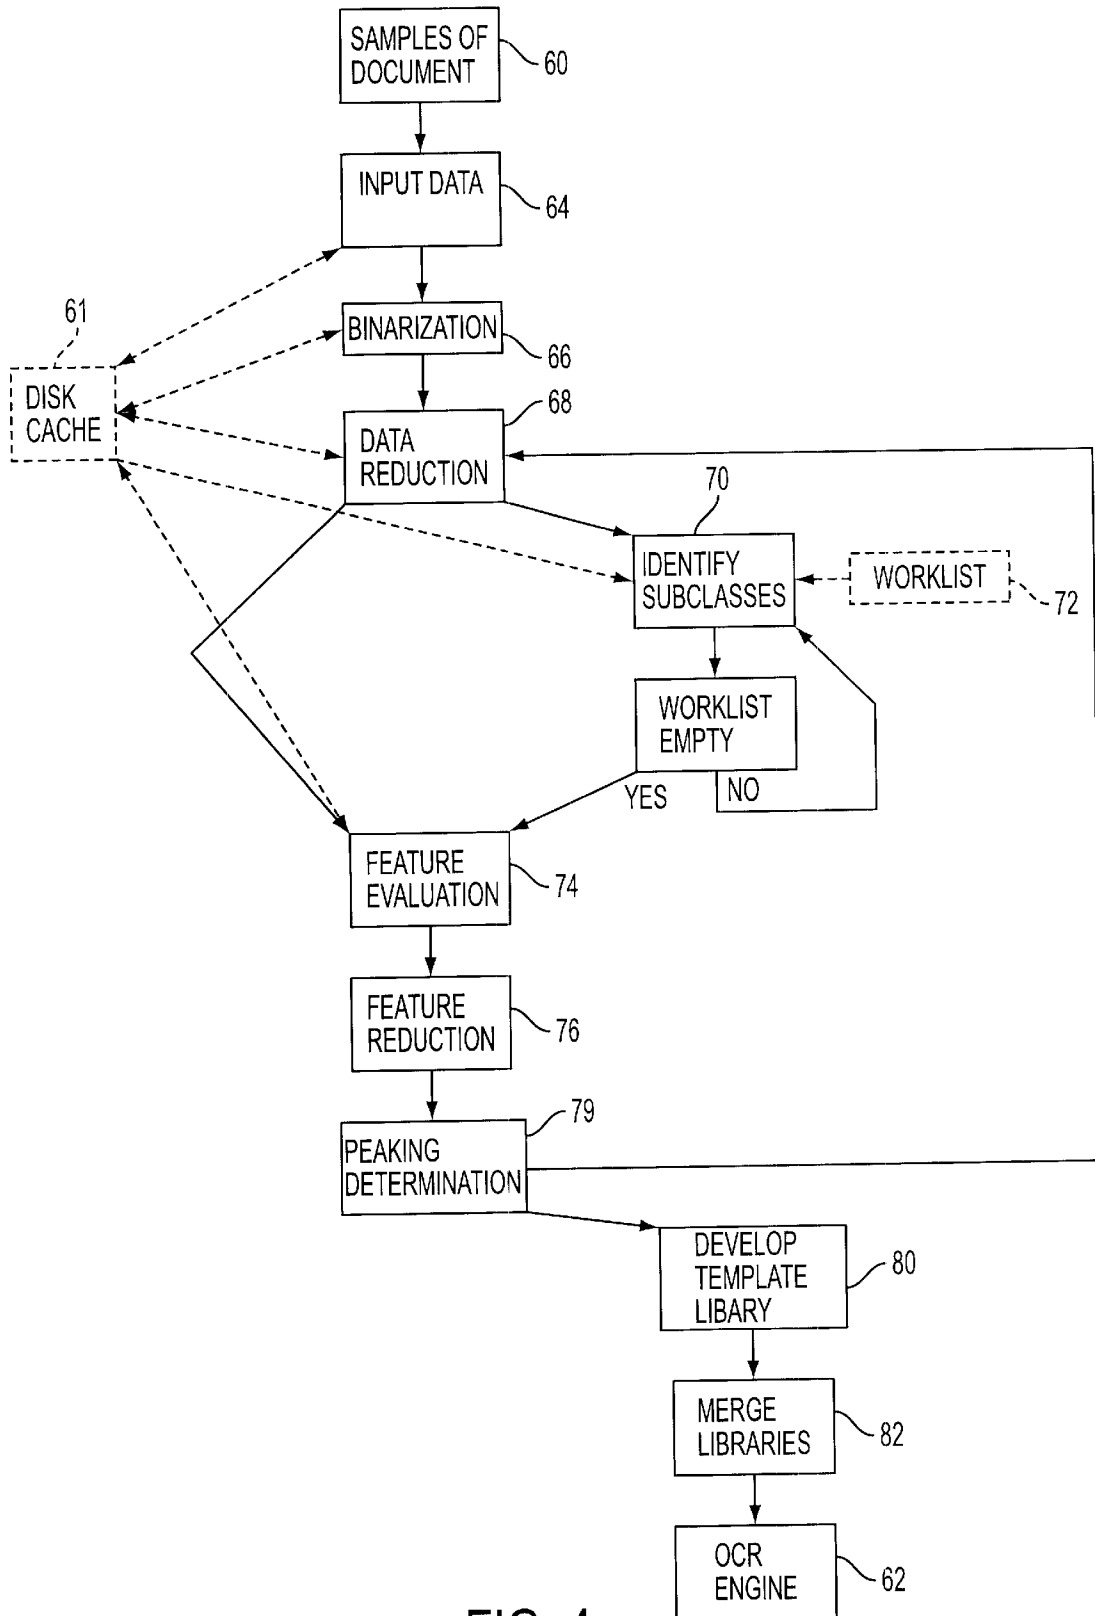 SAMPLES OF
DOCUMENT
60
INPUT DATA
64
61
BINARIZATION
66
DISK
CACHE
68
DATA
REDUCTION
70
IDENTIFY
SUBCLASSES
WORKLIST
72
WORKLIST
EMPTY
YES
NO
FEATURE
EVALUATION
74
FEATURE
REDUCTION
76
79
PEAKING
DETERMINATION
DEVELOP
TEMPLATE
LIBARY
80
MERGE
LIBRARIES
82
OCR
ENGINE
62